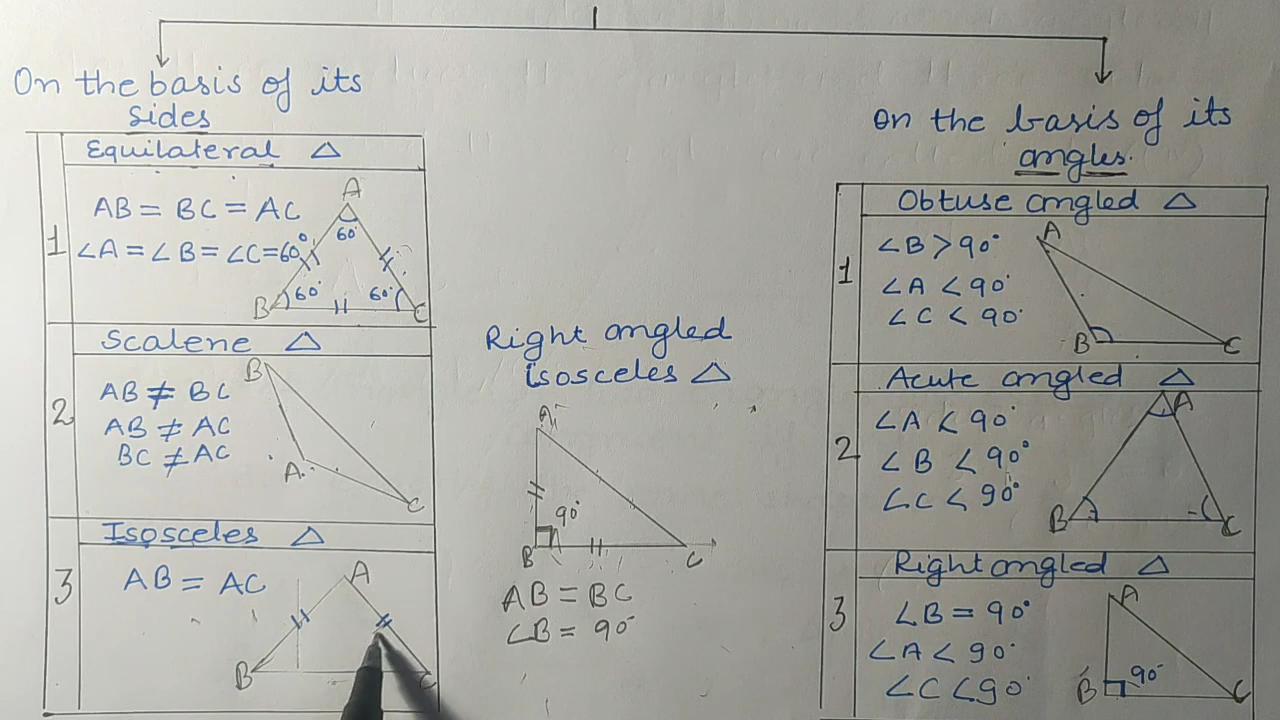 On the basis of its
sides
1
Equilateral △
AB = BC = AC
∠A = ∠B = ∠C = 60°
A
60°
B
60°
60°
C
2
Scalene △
AB ≠ BC
AB ≠ AC
BC ≠ AC
B
A
C
3
Isosceles △
AB = AC
A
B
C
Right angled
isosceles △
A
90°
B
C
AB = BC
∠B = 90°
On the basis of its
angles.
1
Obtuse angled △
∠B > 90°
∠A < 90°
∠C < 90°
A
B
C
2
Acute angled △
∠A < 90°
∠B < 90°
∠C < 90°
A
B
C
3
Right angled △
∠B = 90°
∠A < 90°
∠C < 90°
A
B
90°
C